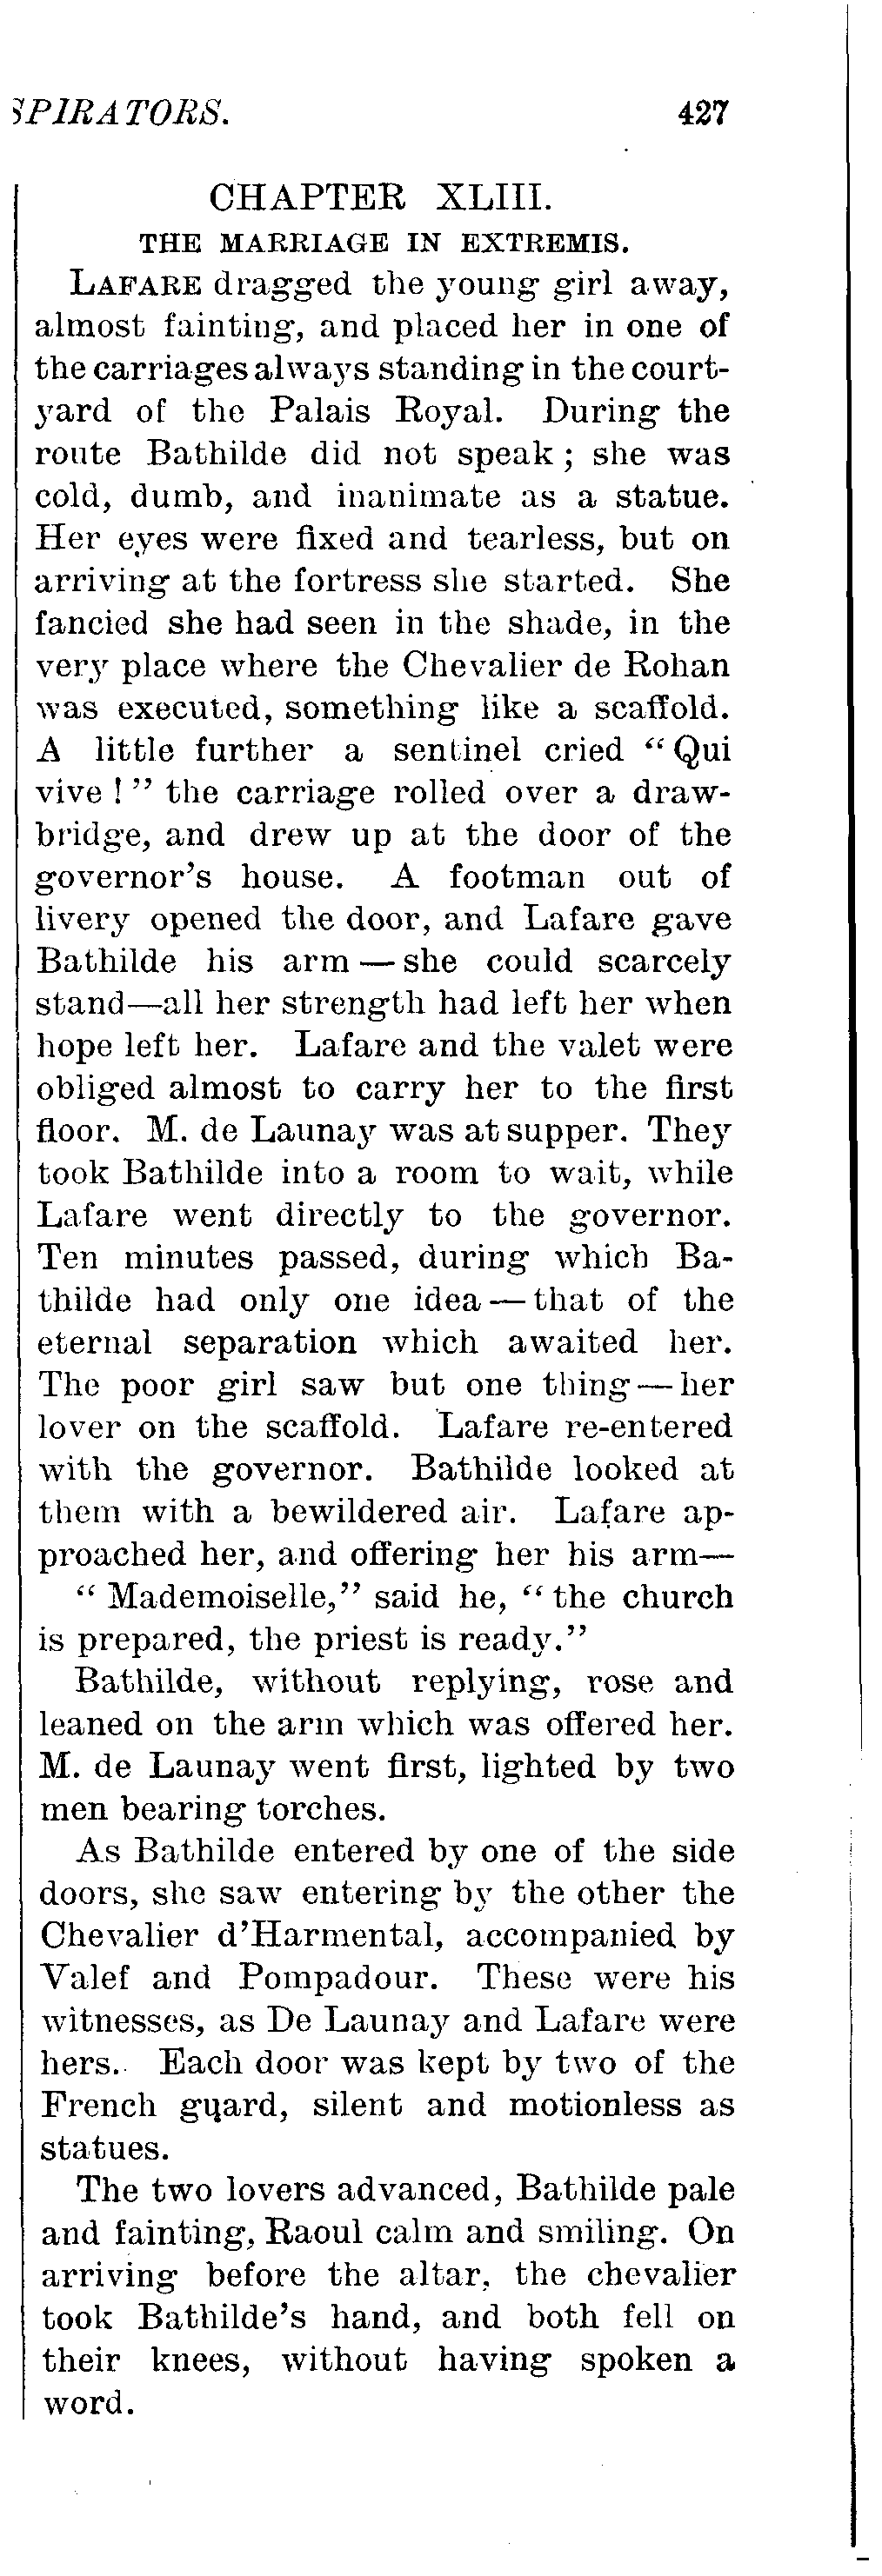 SPIRATORS. 427
CHAPTER XLIII.
THE MARRIAGE IN EXTREMIS.
LAFARE dragged the young girl away,
almost fainting, and placed her in one of
the carriages always standing in the court-
yard of the Palais Royal. During the
route Bathilde did not speak; she was
cold, dumb, and inanimate as a statue.
Her eyes were fixed and tearless, but on
arriving at the fortress she started. She
fancied she had seen in the shade, in the
very place where the Chevalier de Rohan
was executed, something like a scaffold.
A little further a sentinel cried “Qui
vive!” the carriage rolled over a draw-
bridge, and drew up at the door of the
governor's house. A footman out of
livery opened the door, and Lafare gave
Bathilde his arm — she could scarcely
stand—all her strength had left her when
hope left her. Lafare and the valet were
obliged almost to carry her to the first
floor. M. de Launay was at supper. They
took Bathilde into a room to wait, while
Lafare went directly to the governor.
Ten minutes passed, during which Ba-
thilde had only one idea — that of the
eternal separation which awaited her.
The poor girl saw but one thing — her
lover on the scaffold. Lafare re-entered
with the governor. Bathilde looked at
them with a bewildered air. Lafare ap-
proached her, and offering her his arm—
“Mademoiselle,” said he, “the church
is prepared, the priest is ready.”
Bathilde, without replying, rose and
leaned on the arm which was offered her.
M. de Launay went first, lighted by two
men bearing torches.
As Bathilde entered by one of the side
doors, she saw entering by the other the
Chevalier d'Harmental, accompanied by
Valef and Pompadour. These were his
witnesses, as De Launay and Lafare were
hers. Each door was kept by two of the
French guard, silent and motionless as
statues.
The two lovers advanced, Bathilde pale
and fainting, Raoul calm and smiling. On
arriving before the altar, the chevalier
took Bathilde's hand, and both fell on
their knees, without having spoken a
word.